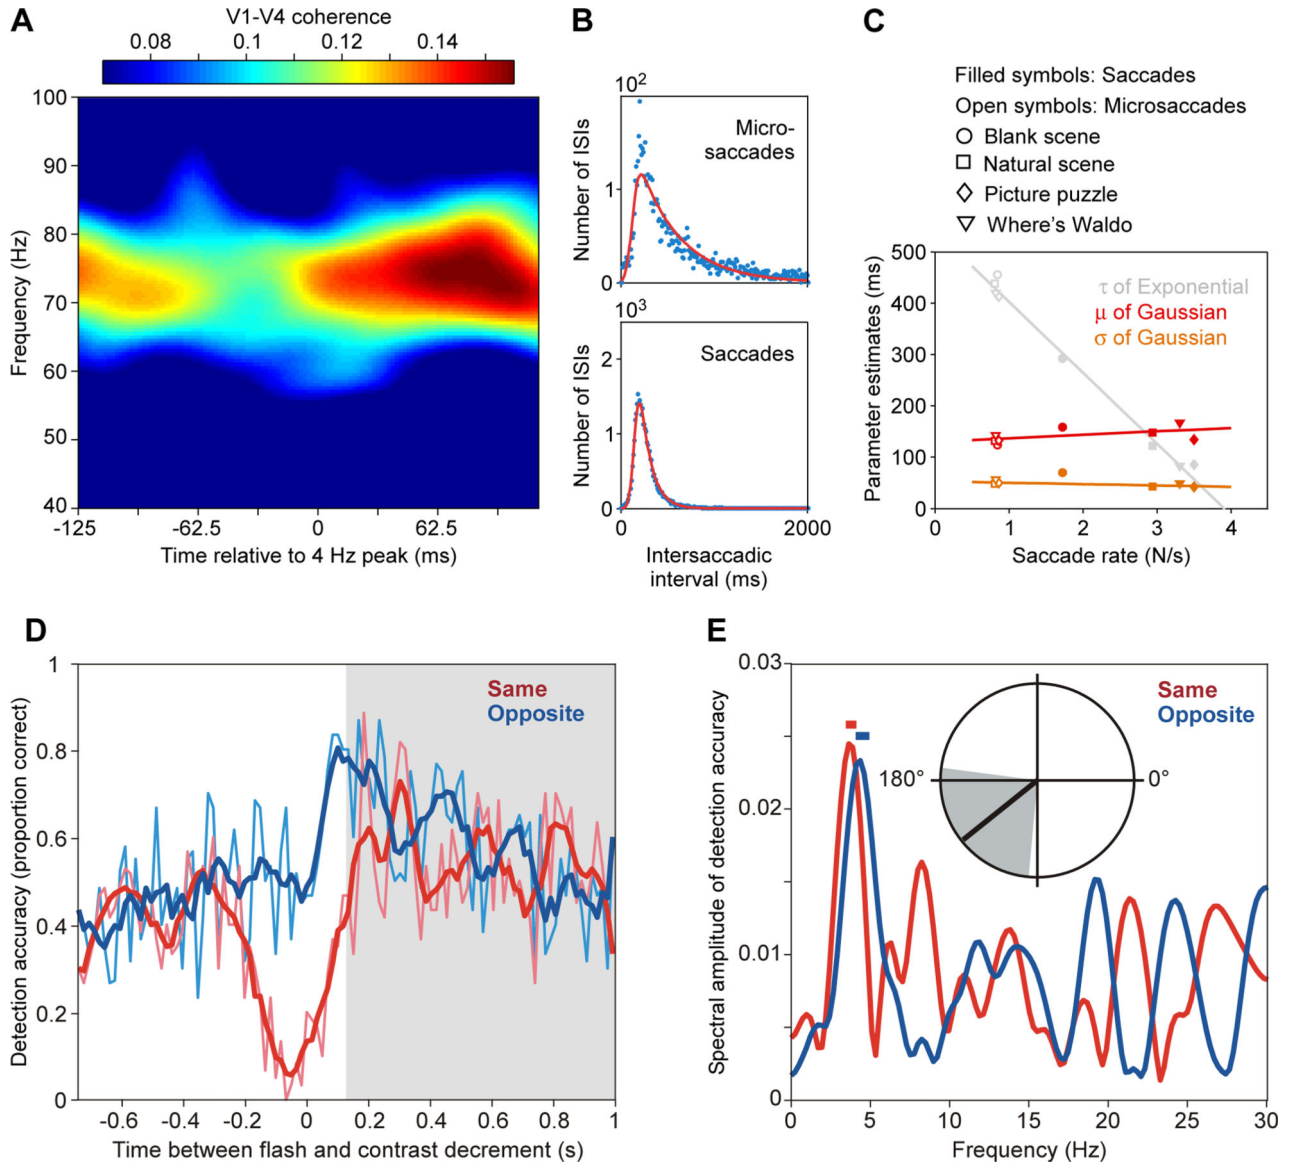 A
V1-V4 coherence
0.08 0.1 0.12 0.14
100
90
80
70
60
50
40
Frequency (Hz)
-125 -62.5 0 62.5
Time relative to 4 Hz peak (ms)
B
10²
Micro-
saccades
1
0
Number of ISIs
10³
Saccades
2
1
0
Number of ISIs
0 2000
Intersaccadic
interval (ms)
C
Filled symbols: Saccades
Open symbols: Microsaccades
Blank scene
Natural scene
Picture puzzle
Where's Waldo
500
400
300
200
100
0
Parameter estimates (ms)
τ of Exponential
μ of Gaussian
σ of Gaussian
0 1 2 3 4
Saccade rate (N/s)
D
1
0.8
0.6
0.4
0.2
0
Detection accuracy (proportion correct)
Same
Opposite
-0.6 -0.4 -0.2 0 0.2 0.4 0.6 0.8 1
Time between flash and contrast decrement (s)
E
0.03
0.02
0.01
0
Spectral amplitude of detection accuracy
Same
Opposite
180° 0°
0 5 10 15 20 25 30
Frequency (Hz)